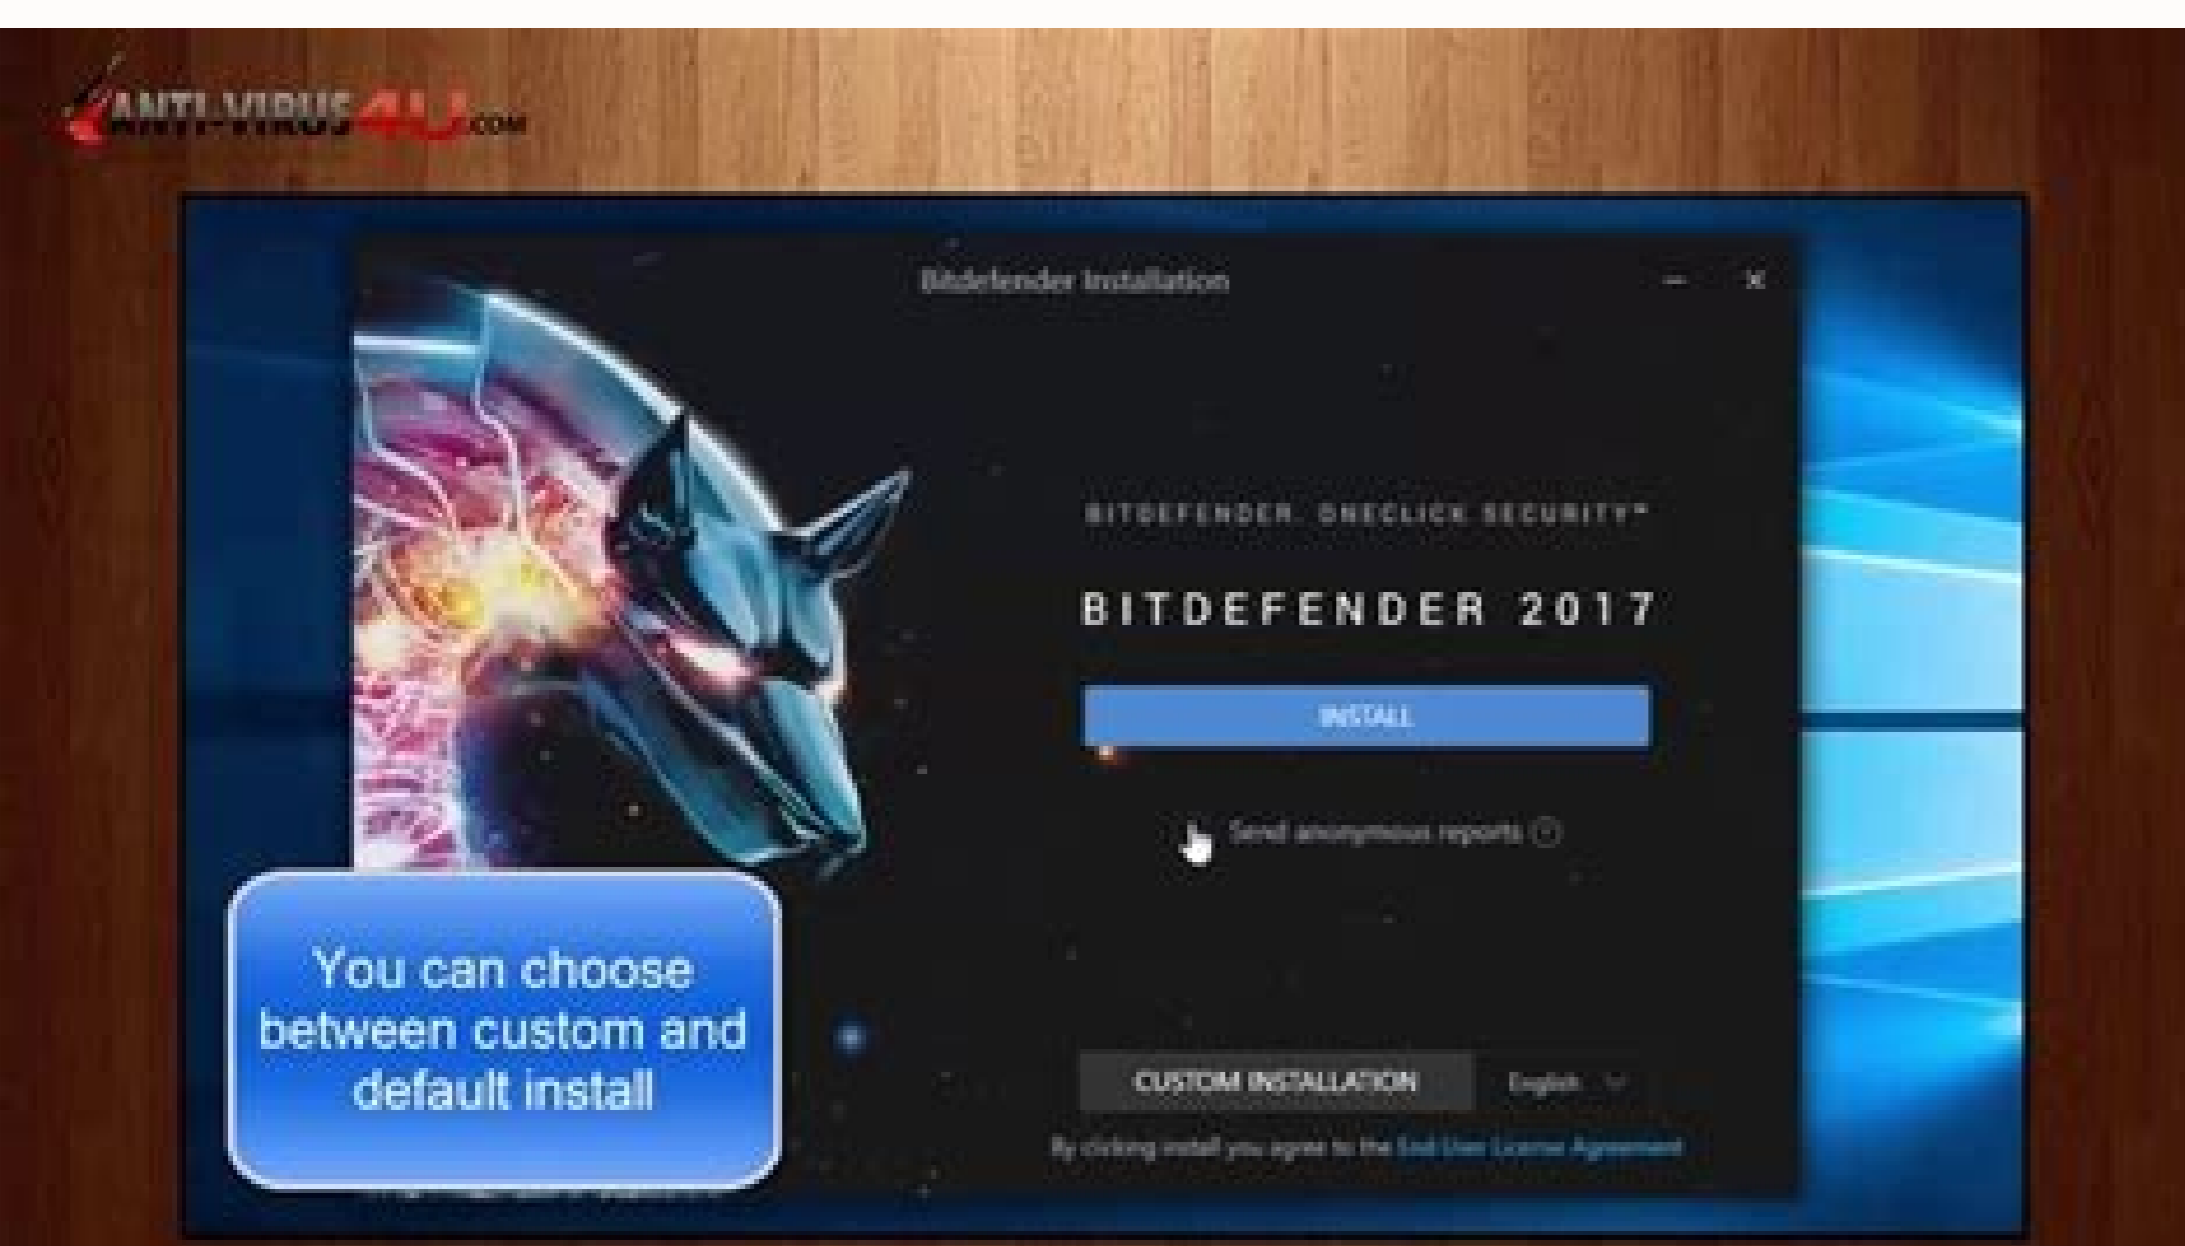 ANTI-VIRUS4U.COM
Bitdefender Installation
BITDEFENDER. ONECLICK SECURITY™
BITDEFENDER 2017
INSTALL
Send anonymous reports
You can choose
between custom and
default install
CUSTOM INSTALLATION
English
By clicking install you agree to the End User License Agreement